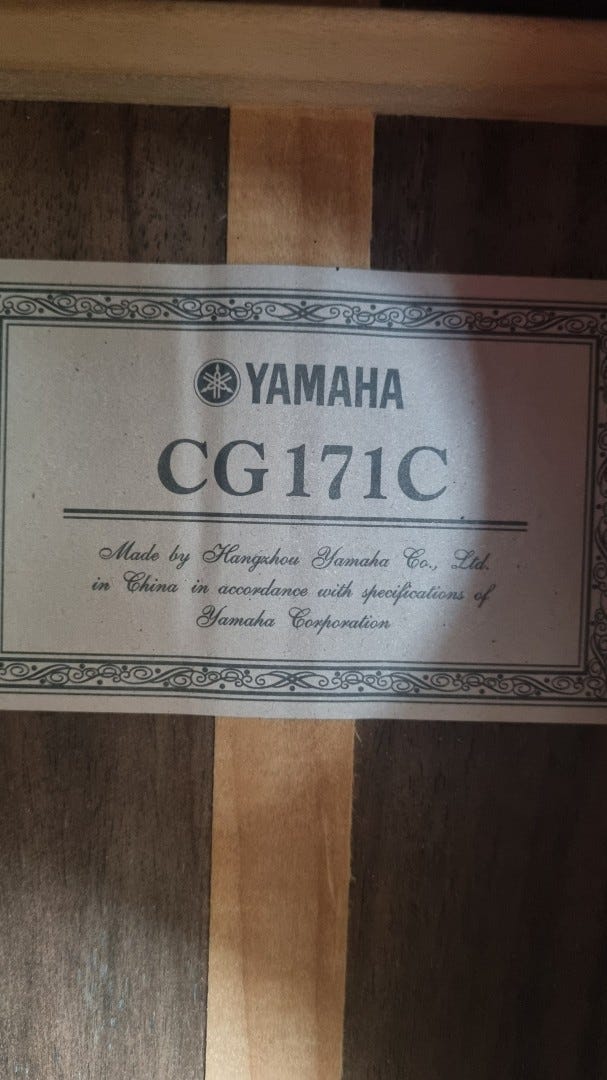 YAMAHA
CG171C
Made by Hangzhou Yamaha Co., Ltd.
in China in accordance with specifications of
Yamaha Corporation